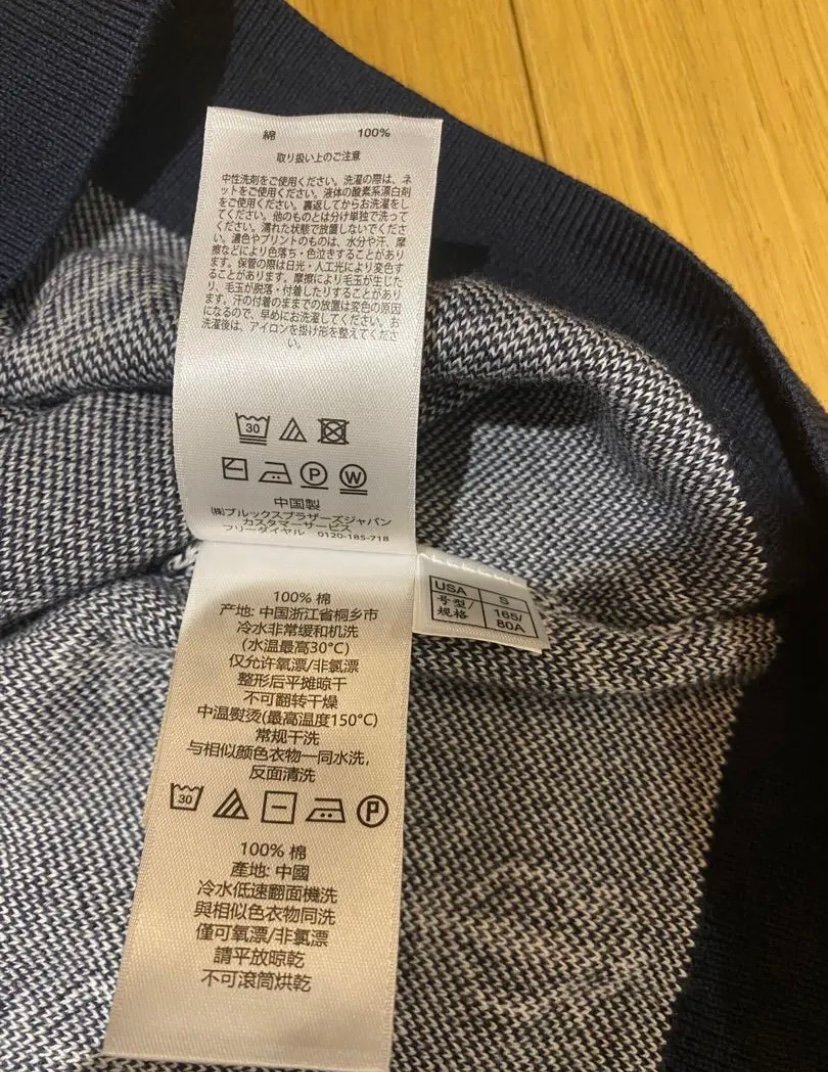 綿 100%
取り扱い上のご注意
中性洗剤をご使用ください。洗濯の際は、ネ
ットをご使用ください。液体の酸素系漂白剤
をご使用ください。裏返してからお洗濯をし
てください。他のものとは分け単独で洗って
ください。濡れた状態で放置しないでくださ
い。濃色やプリントのものは、水分や汗、摩
擦などにより色落ち・色泣きすることがあり
ます。保管の際は日光・人工光により変色す
ることがあります。摩擦により毛玉が生じた
り、毛玉が脱落・付着したりすることがあり
ます。汗の付着のままでの放置は変色の原因
になるので、早めにお洗濯してください。お
洗濯後は、アイロンを掛け形を整えてくださ
い。
30
P W
中国製
㈱ブルックスブラザーズジャパン
カスタマーサービス
フリーダイヤル 0120-185-718
USA S
号型/ 165/
规格 80A
100% 棉
产地: 中国浙江省桐乡市
冷水非常缓和机洗
(水温最高30°C)
仅允许氧漂/非氯漂
整形后平摊晾干
不可翻转干燥
中温熨烫(最高温度150°C)
常规干洗
与相似颜色衣物一同水洗,
反面清洗
30 P
100% 棉
產地: 中國
冷水低速翻面機洗
與相似色衣物同洗
僅可氧漂/非氯漂
請平放晾乾
不可滾筒烘乾